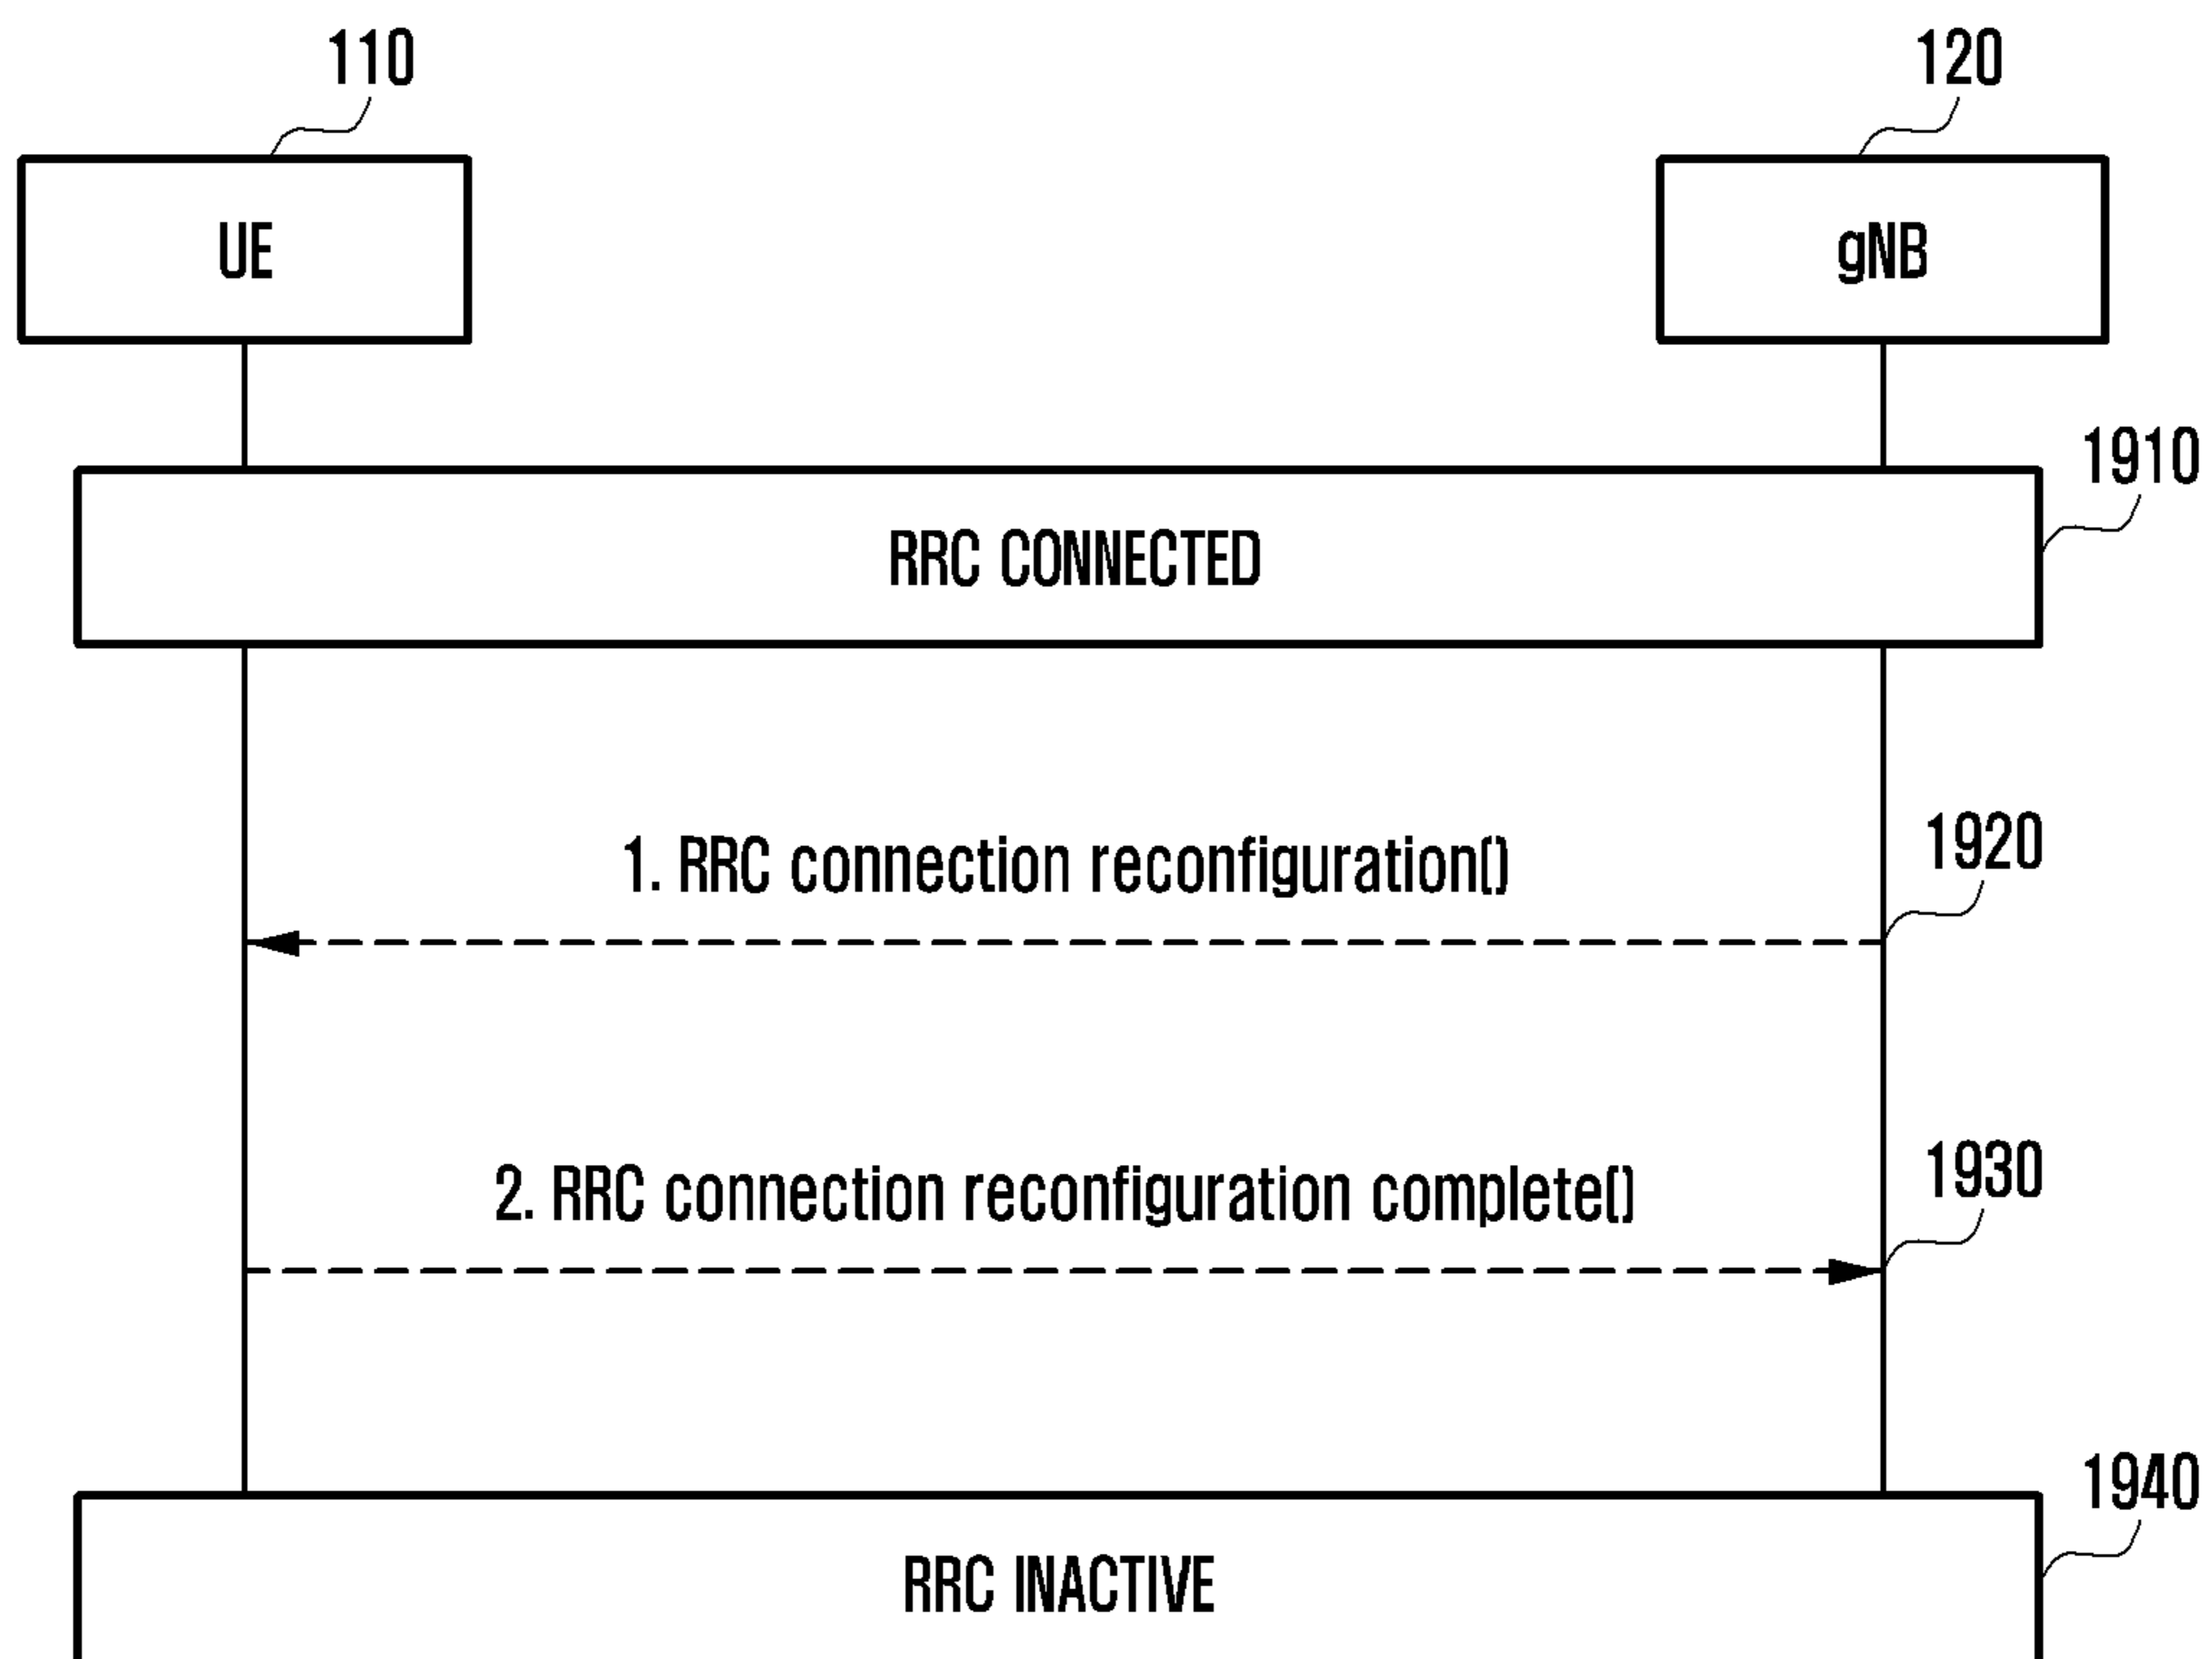 110
120
UE
gNB
1910
RRC CONNECTED
1920
1. RRC connection reconfiguration()
1930
2. RRC connection reconfiguration complete()
1940
RRC INACTIVE